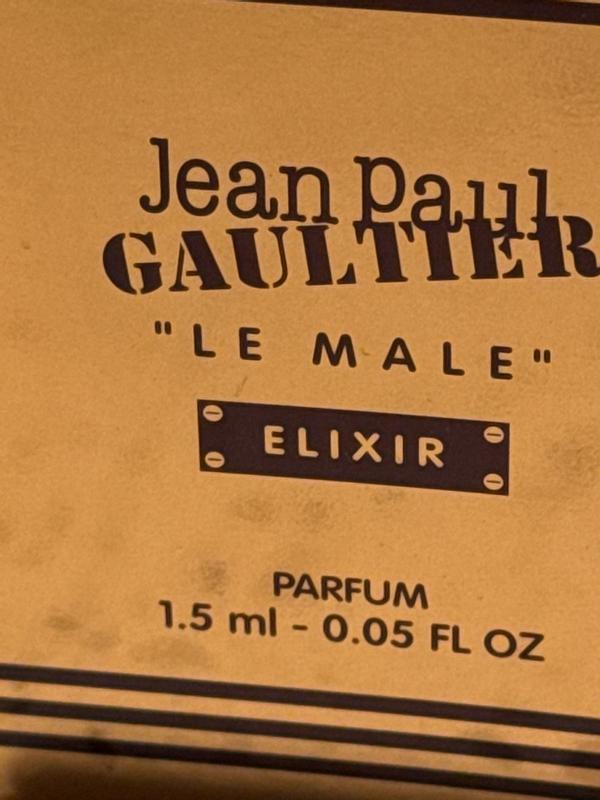 Jean Paul
GAULTIER
"LE MALE"
ELIXIR
PARFUM
1.5 ml - 0.05 FL OZ